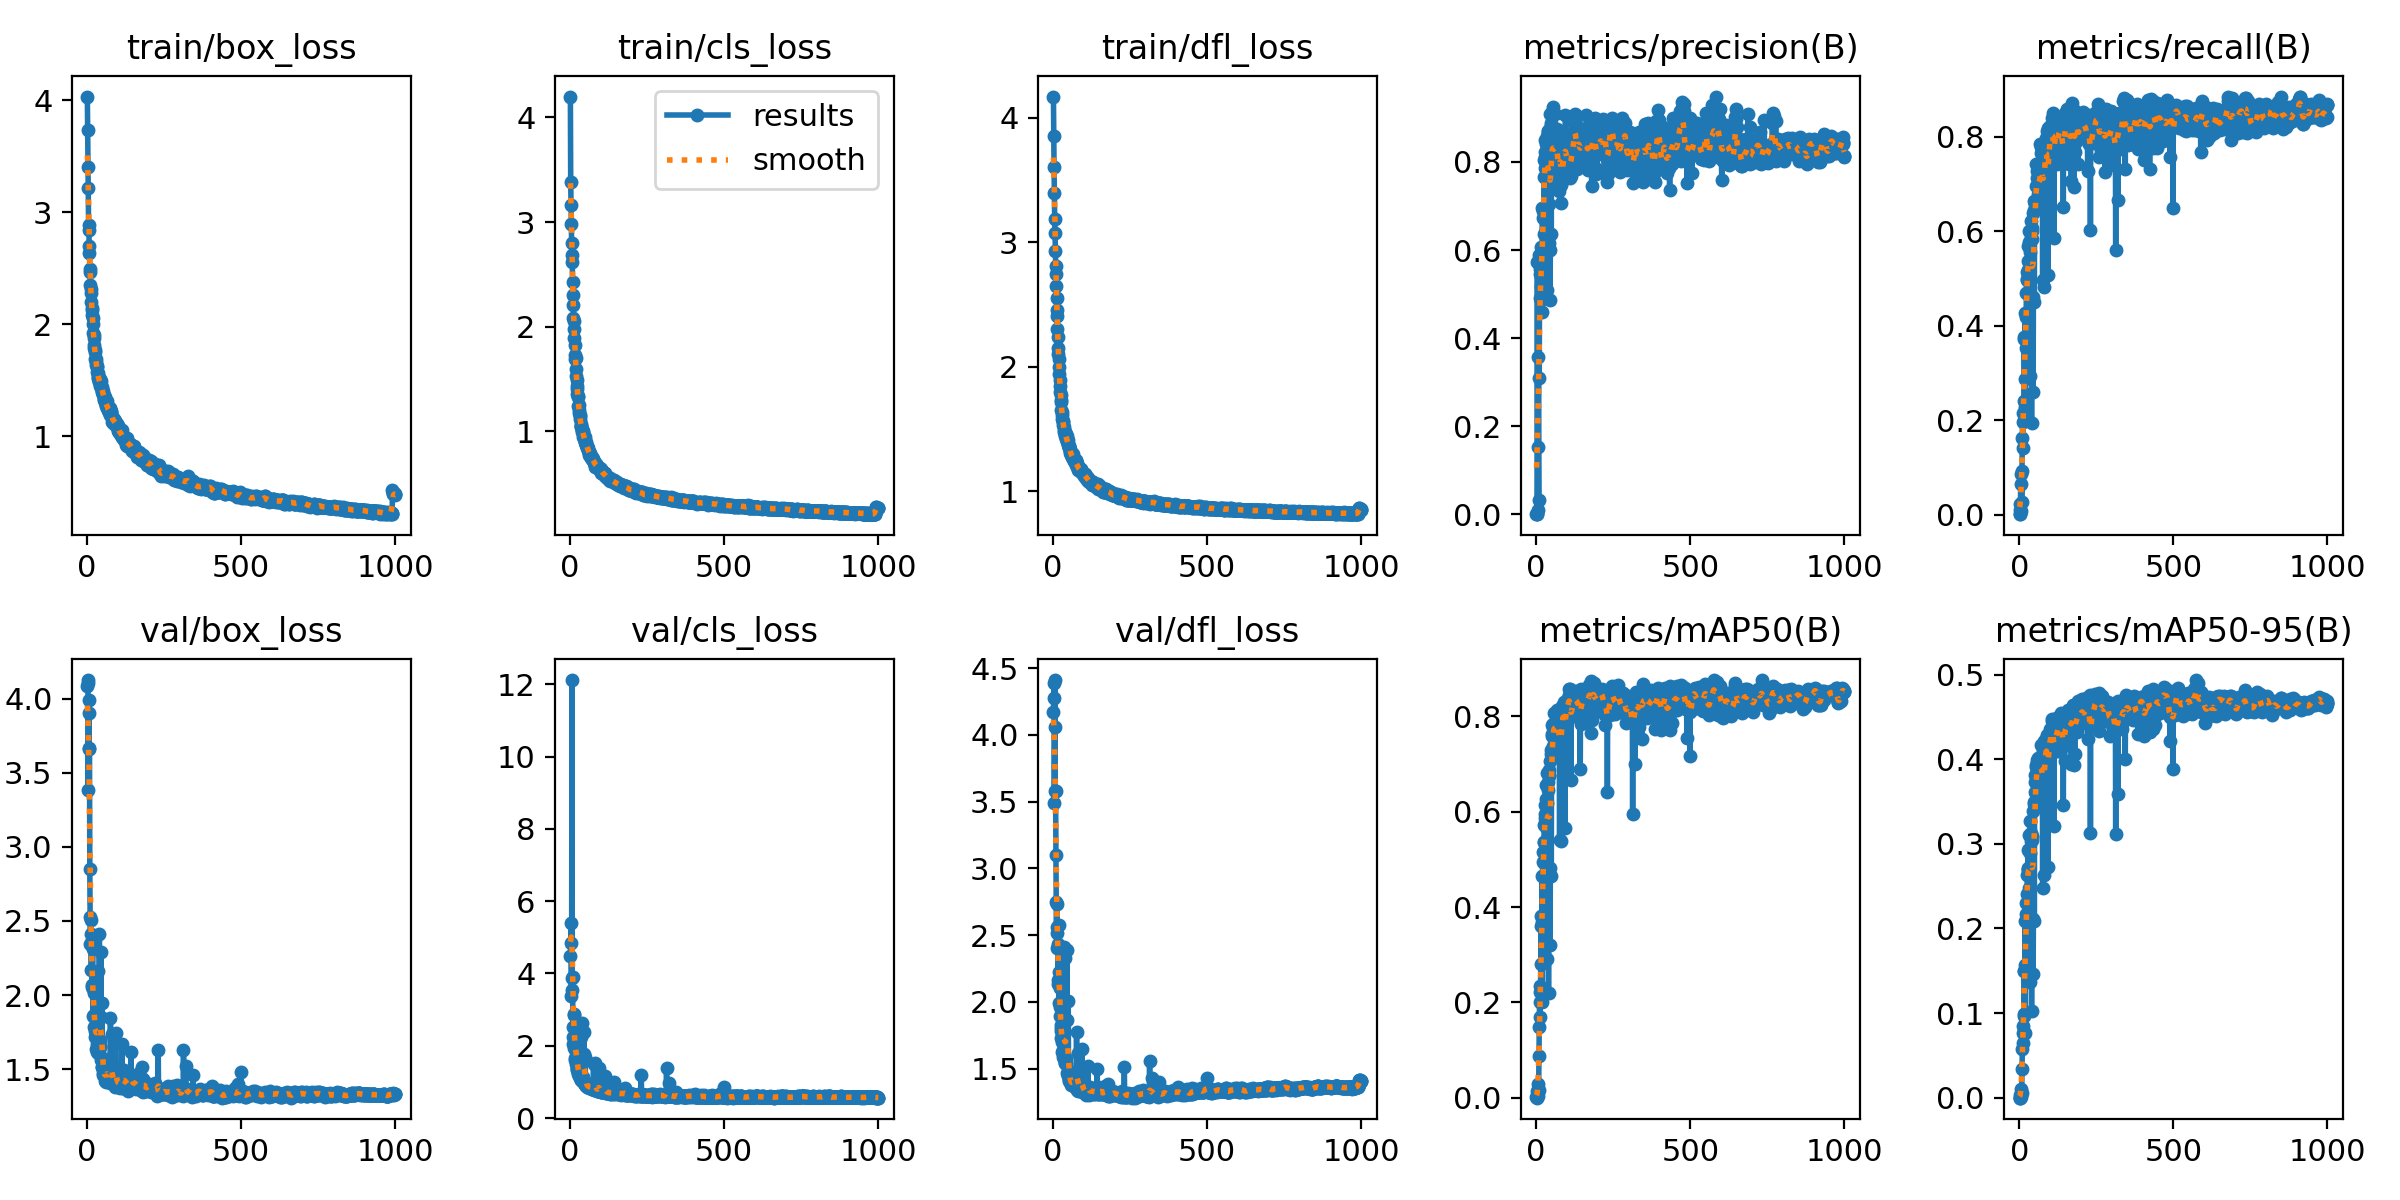 train/box_loss
4
3
2
1
0 500 1000
train/cls_loss
results
smooth
4
3
2
1
0 500 1000
train/dfl_loss
4
3
2
1
0 500 1000
metrics/precision(B)
0.8
0.6
0.4
0.2
0.0
0 500 1000
metrics/recall(B)
0.8
0.6
0.4
0.2
0.0
0 500 1000
val/box_loss
4.0
3.5
3.0
2.5
2.0
1.5
0 500 1000
val/cls_loss
12
10
8
6
4
2
0
0 500 1000
val/dfl_loss
4.5
4.0
3.5
3.0
2.5
2.0
1.5
0 500 1000
metrics/mAP50(B)
0.8
0.6
0.4
0.2
0.0
0 500 1000
metrics/mAP50-95(B)
0.5
0.4
0.3
0.2
0.1
0.0
0 500 1000